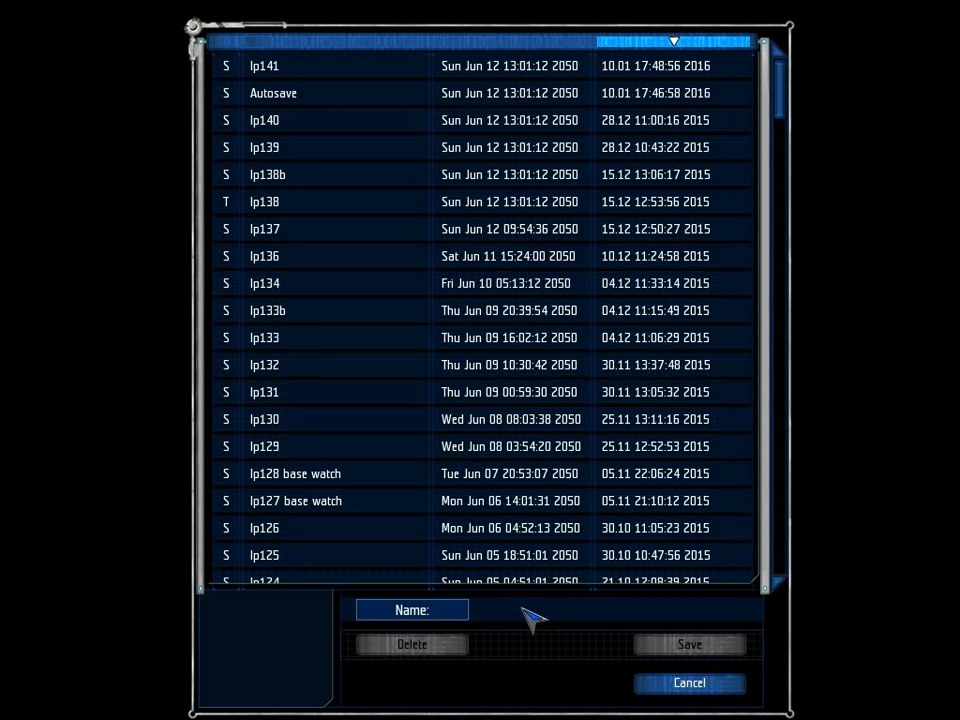 S lp141 Sun Jun 12 13:01:12 2050 10.01 17:48:56 2016
S Autosave Sun Jun 12 13:01:12 2050 10.01 17:46:58 2016
S lp140 Sun Jun 12 13:01:12 2050 28.12 11:00:16 2015
S lp139 Sun Jun 12 13:01:12 2050 28.12 10:43:22 2015
S lp138b Sun Jun 12 13:01:12 2050 15.12 13:06:17 2015
T lp138 Sun Jun 12 13:01:12 2050 15.12 12:53:56 2015
S lp137 Sun Jun 12 09:54:36 2050 15.12 12:50:27 2015
S lp136 Sat Jun 11 15:24:00 2050 10.12 11:24:58 2015
S lp134 Fri Jun 10 05:13:12 2050 04.12 11:33:14 2015
S lp133b Thu Jun 09 20:39:54 2050 04.12 11:15:49 2015
S lp133 Thu Jun 09 16:02:12 2050 04.12 11:06:29 2015
S lp132 Thu Jun 09 10:30:42 2050 30.11 13:37:48 2015
S lp131 Thu Jun 09 00:59:30 2050 30.11 13:05:32 2015
S lp130 Wed Jun 08 08:03:38 2050 25.11 13:11:16 2015
S lp129 Wed Jun 08 03:54:20 2050 25.11 12:52:53 2015
S lp128 base watch Tue Jun 07 20:53:07 2050 05.11 22:06:24 2015
S lp127 base watch Mon Jun 06 14:01:31 2050 05.11 21:10:12 2015
S lp126 Mon Jun 06 04:52:13 2050 30.10 11:05:23 2015
S lp125 Sun Jun 05 18:51:01 2050 30.10 10:47:56 2015
S lp124 Sun Jun 05 04:51:01 2050 21.10 12:08:39 2015
Name:
Delete Save
Cancel